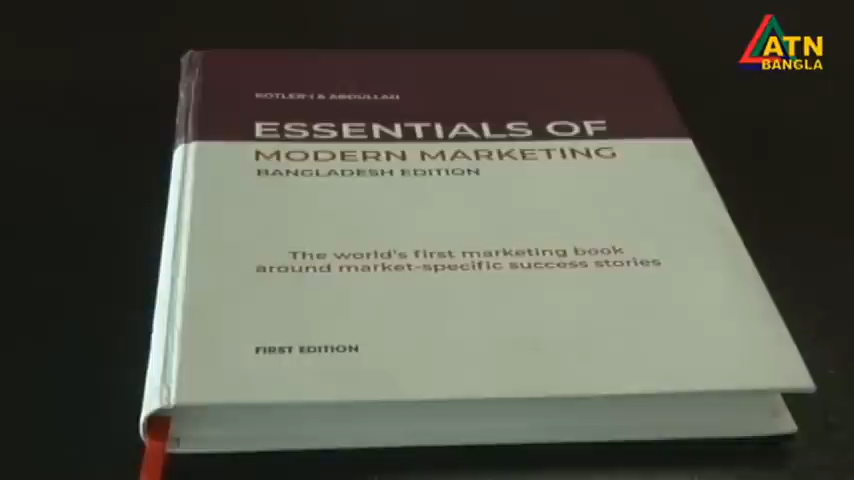 ATN
BANGLA
KOTLER+ & ABDULLAH
ESSENTIALS OF
MODERN MARKETING
BANGLADESH EDITION
The world's first marketing book
around market-specific success stories
FIRST EDITION